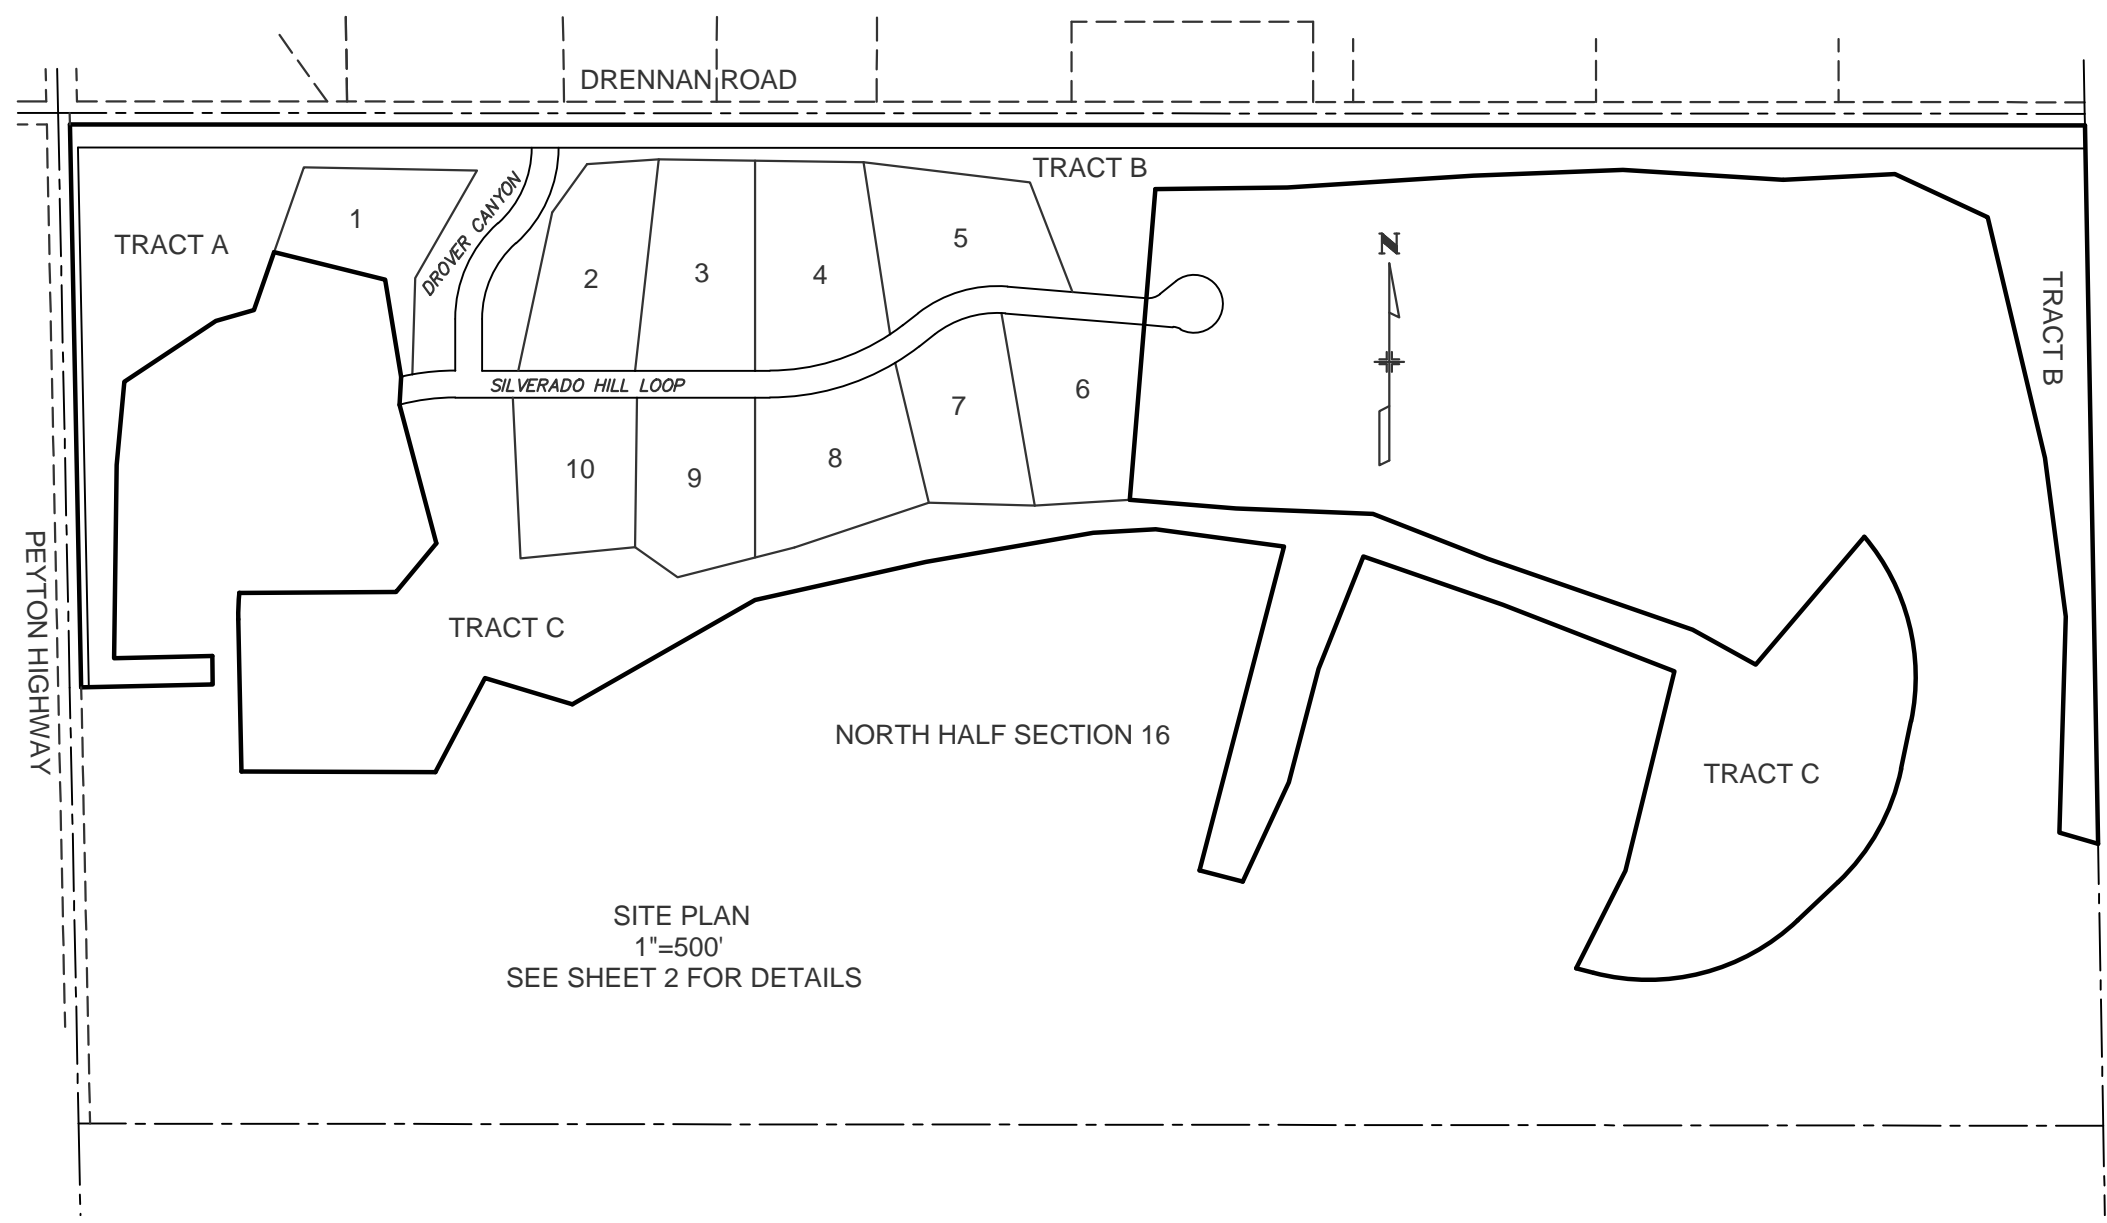 DRENNAN ROAD
TRACT B
1
DROVER CANYON
TRACT A
5
N
2
3
4
TRACT B
SILVERADO HILL LOOP
6
7
8
10
9
PEYTON HIGHWAY
TRACT C
NORTH HALF SECTION 16
TRACT C
SITE PLAN
1"=500'
SEE SHEET 2 FOR DETAILS